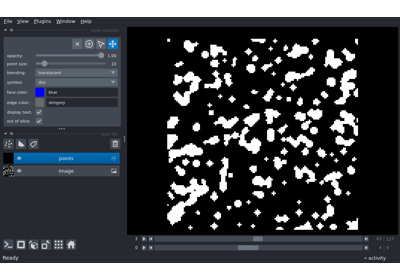 File View Plugins Window Help
opacity: 1.00
point size: 10
blending: translucent
symbol: disc
face color: blue
edge color: dimgrey
display text:
out of slice:
points
Image
Ready
activity